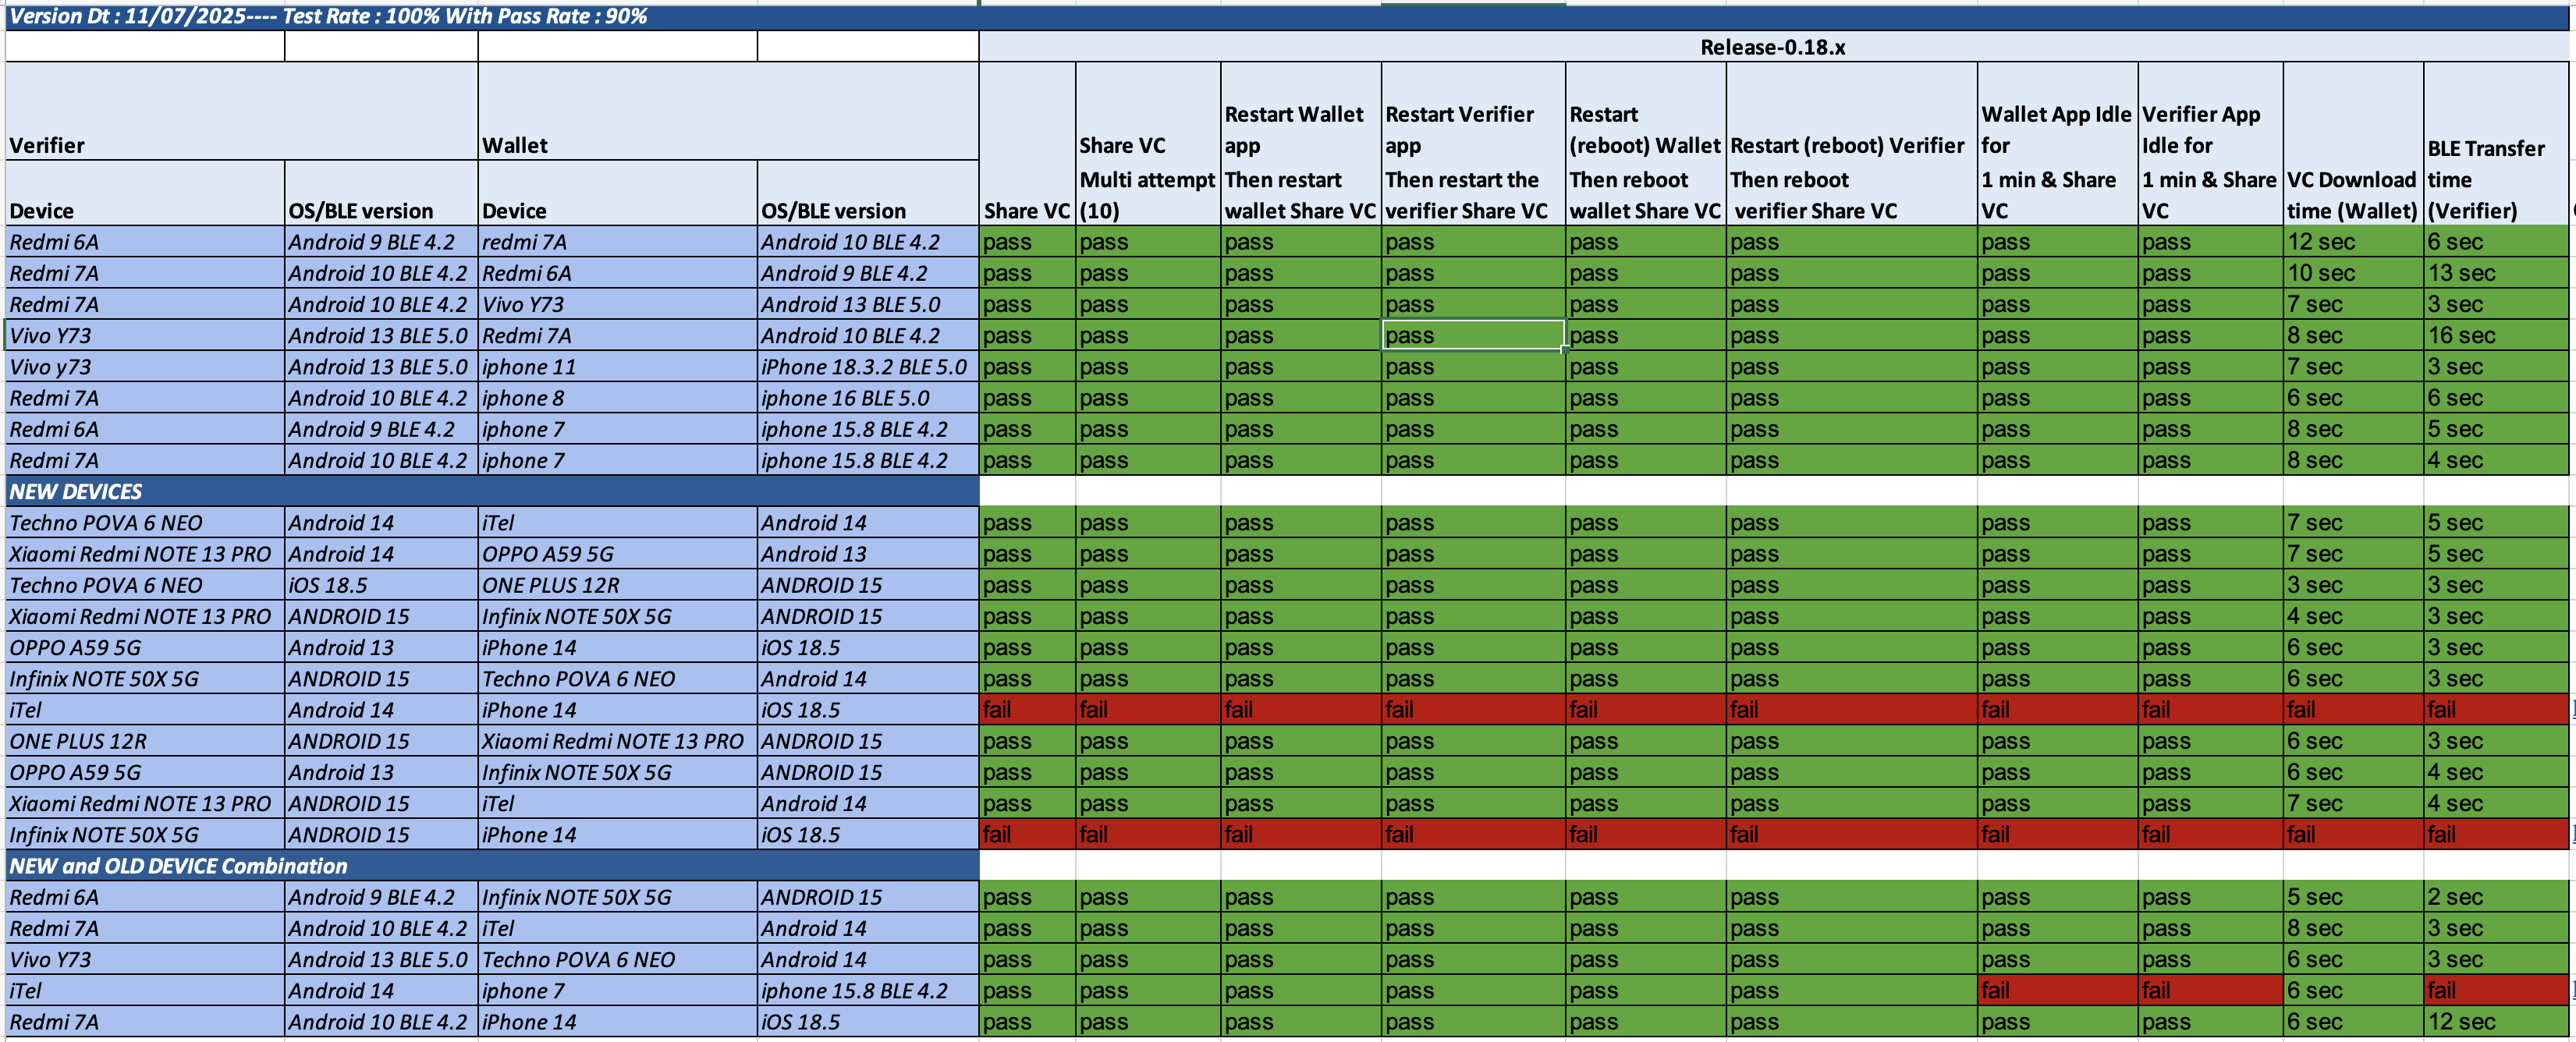 Version Dt : 11/07/2025---- Test Rate : 100% With Pass Rate : 90%
Release-0.18.x
Verifier Wallet Share VC Share VC Multi attempt (10) Restart Wallet app Then restart wallet Share VC Restart Verifier app Then restart the verifier Share VC Restart (reboot) Wallet Then reboot wallet Share VC Restart (reboot) Verifier Then reboot verifier Share VC Wallet App Idle for 1 min & Share VC Verifier App Idle for 1 min & Share VC VC Download time (Wallet) BLE Transfer time (Verifier)
Device OS/BLE version Device OS/BLE version
Redmi 6A Android 9 BLE 4.2 redmi 7A Android 10 BLE 4.2 pass pass pass pass pass pass pass pass 12 sec 6 sec
Redmi 7A Android 10 BLE 4.2 Redmi 6A Android 9 BLE 4.2 pass pass pass pass pass pass pass pass 10 sec 13 sec
Redmi 7A Android 10 BLE 4.2 Vivo Y73 Android 13 BLE 5.0 pass pass pass pass pass pass pass pass 7 sec 3 sec
Vivo Y73 Android 13 BLE 5.0 Redmi 7A Android 10 BLE 4.2 pass pass pass pass pass pass pass pass 8 sec 16 sec
Vivo y73 Android 13 BLE 5.0 iphone 11 iPhone 18.3.2 BLE 5.0 pass pass pass pass pass pass pass pass 7 sec 3 sec
Redmi 7A Android 10 BLE 4.2 iphone 8 iphone 16 BLE 5.0 pass pass pass pass pass pass pass pass 6 sec 6 sec
Redmi 6A Android 9 BLE 4.2 iphone 7 iphone 15.8 BLE 4.2 pass pass pass pass pass pass pass pass 8 sec 5 sec
Redmi 7A Android 10 BLE 4.2 iphone 7 iphone 15.8 BLE 4.2 pass pass pass pass pass pass pass pass 8 sec 4 sec
NEW DEVICES
Techno POVA 6 NEO Android 14 iTel Android 14 pass pass pass pass pass pass pass pass 7 sec 5 sec
Xiaomi Redmi NOTE 13 PRO Android 14 OPPO A59 5G Android 13 pass pass pass pass pass pass pass pass 7 sec 5 sec
Techno POVA 6 NEO iOS 18.5 ONE PLUS 12R ANDROID 15 pass pass pass pass pass pass pass pass 3 sec 3 sec
Xiaomi Redmi NOTE 13 PRO ANDROID 15 Infinix NOTE 50X 5G ANDROID 15 pass pass pass pass pass pass pass pass 4 sec 3 sec
OPPO A59 5G Android 13 iPhone 14 iOS 18.5 pass pass pass pass pass pass pass pass 6 sec 3 sec
Infinix NOTE 50X 5G ANDROID 15 Techno POVA 6 NEO Android 14 pass pass pass pass pass pass pass pass 6 sec 3 sec
iTel Android 14 iPhone 14 iOS 18.5 fail fail fail fail fail fail fail fail fail fail
ONE PLUS 12R ANDROID 15 Xiaomi Redmi NOTE 13 PRO ANDROID 15 pass pass pass pass pass pass pass pass 6 sec 3 sec
OPPO A59 5G Android 13 Infinix NOTE 50X 5G ANDROID 15 pass pass pass pass pass pass pass pass 6 sec 4 sec
Xiaomi Redmi NOTE 13 PRO ANDROID 15 iTel Android 14 pass pass pass pass pass pass pass pass 7 sec 4 sec
Infinix NOTE 50X 5G ANDROID 15 iPhone 14 iOS 18.5 fail fail fail fail fail fail fail fail fail fail
NEW and OLD DEVICE Combination
Redmi 6A Android 9 BLE 4.2 Infinix NOTE 50X 5G ANDROID 15 pass pass pass pass pass pass pass pass 5 sec 2 sec
Redmi 7A Android 10 BLE 4.2 iTel Android 14 pass pass pass pass pass pass pass pass 8 sec 3 sec
Vivo Y73 Android 13 BLE 5.0 Techno POVA 6 NEO Android 14 pass pass pass pass pass pass pass pass 6 sec 3 sec
iTel Android 14 iphone 7 iphone 15.8 BLE 4.2 pass pass pass pass pass pass fail fail 6 sec fail
Redmi 7A Android 10 BLE 4.2 iPhone 14 iOS 18.5 pass pass pass pass pass pass pass pass 6 sec 12 sec